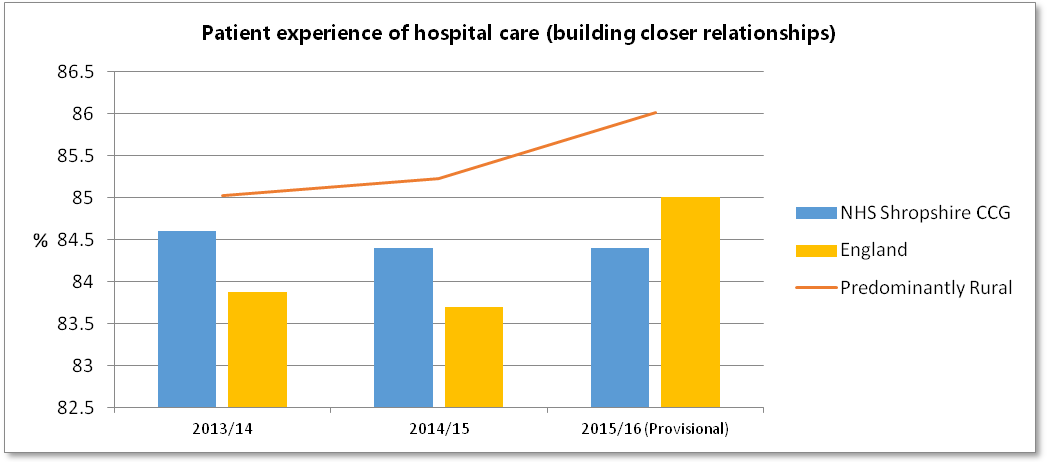 Patient experience of hospital care (building closer relationships)
86.5
86
85.5
85
84.5
84
83.5
83
82.5
%
2013/14
2014/15
2015/16 (Provisional)
NHS Shropshire CCG
England
Predominantly Rural